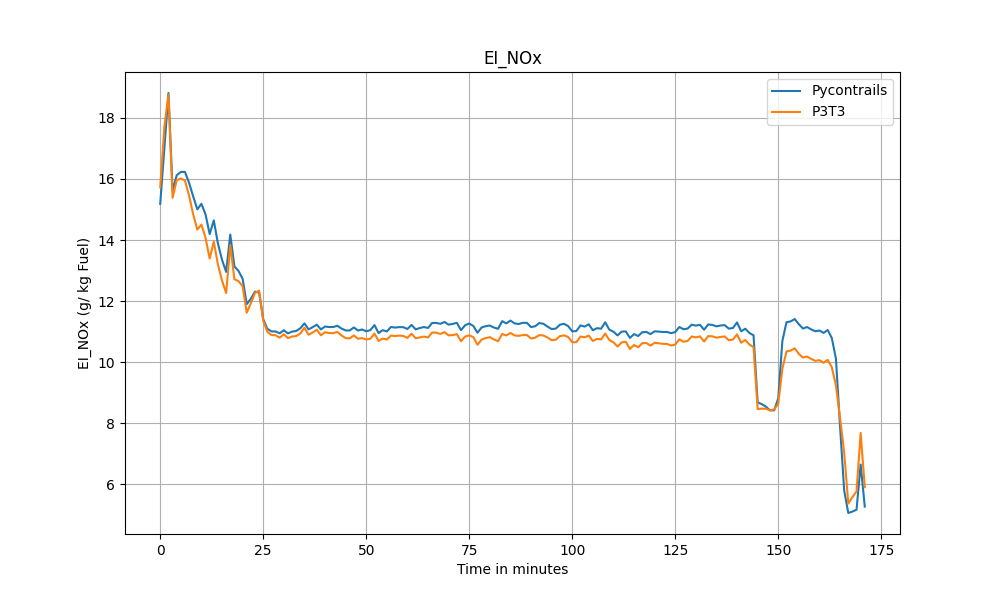 EI_NOx
Pycontrails
P3T3
EI_NOx (g/ kg Fuel)
18
16
14
12
10
8
6
0 25 50 75 100 125 150 175
Time in minutes